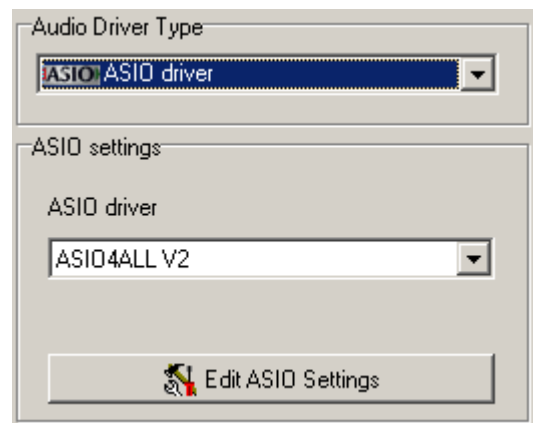 Audio Driver Type
ASIO ASIO driver
ASIO settings
ASIO driver
ASIO4ALL V2
Edit ASIO Settings